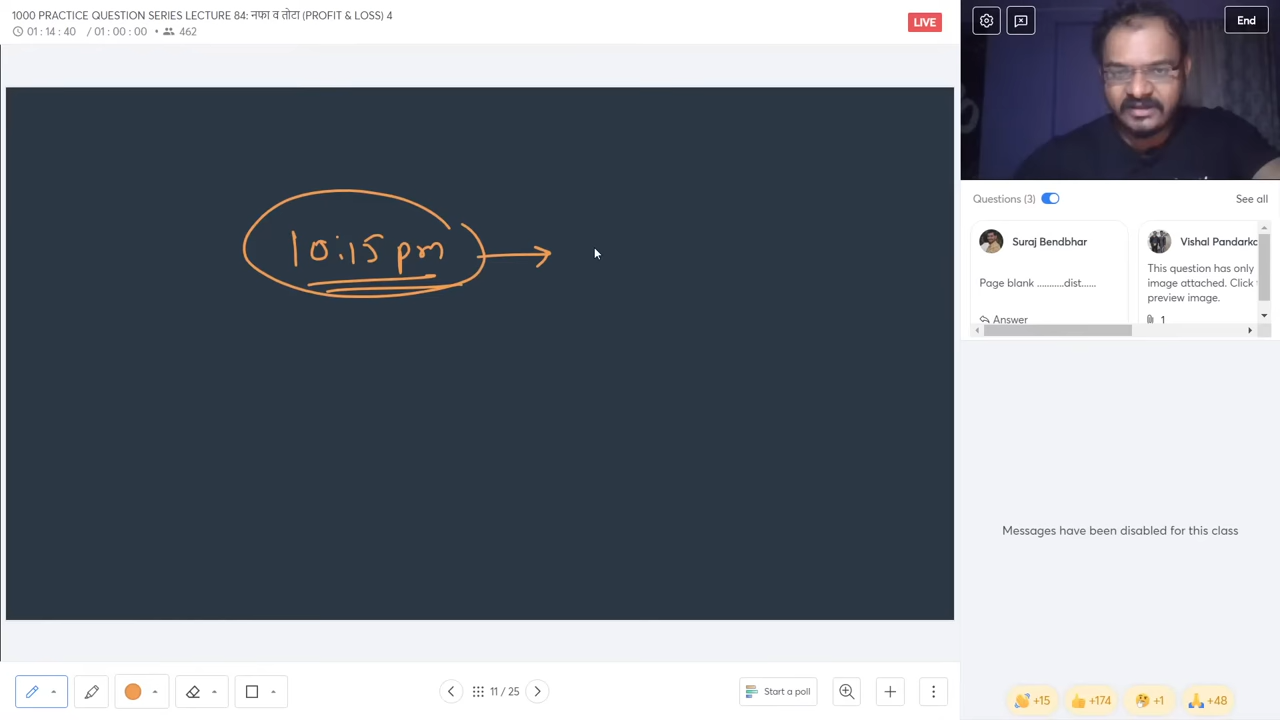 1000 PRACTICE QUESTION SERIES LECTURE 84: नफा व तोटा (PROFIT & LOSS) 4
01 : 14 : 40 / 01 : 00 : 00 • 462
LIVE
End
10:15 pm
Questions (3)
See all
Suraj Bendbhar
Page blank ...........dist......
Answer
Vishal Pandarkc
This question has only
image attached. Click
preview image.
1
Messages have been disabled for this class
11 / 25
Start a poll
+15
+174
+1
+48